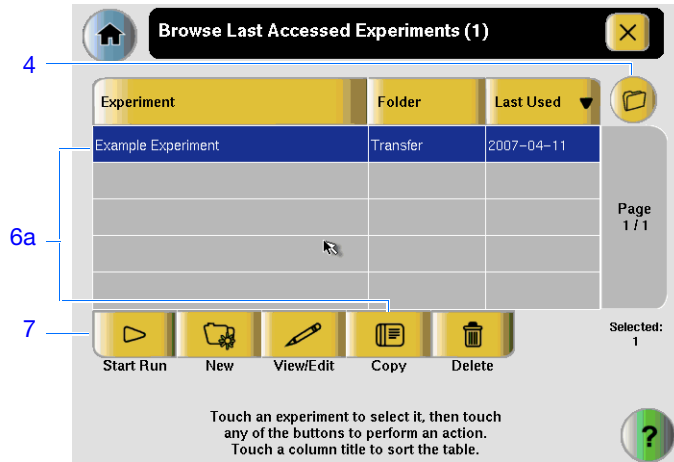 Browse Last Accessed Experiments (1)
4
Experiment Folder Last Used
Example Experiment Transfer 2007-04-11
Page
1 / 1
6a
7
Selected:
1
Start Run New View/Edit Copy Delete
Touch an experiment to select it, then touch
any of the buttons to perform an action.
Touch a column title to sort the table.
?